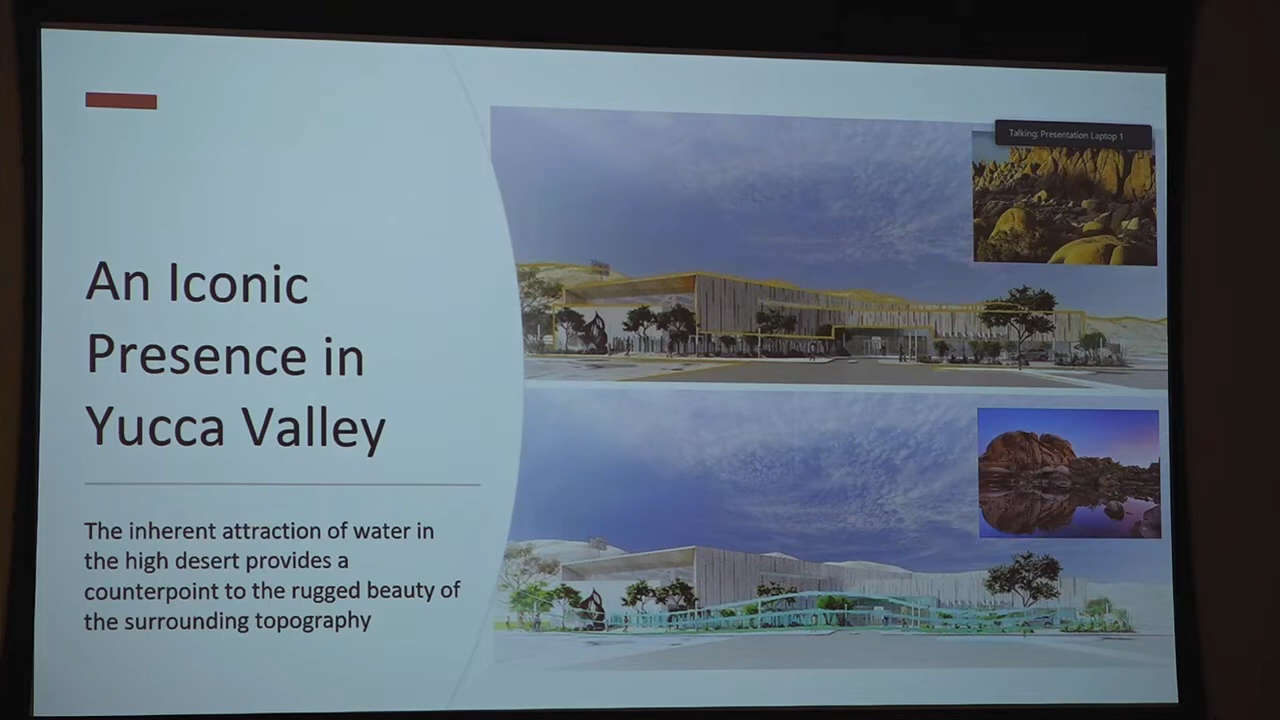 Talking: Presentation Laptop 1
An Iconic
Presence in
Yucca Valley
The inherent attraction of water in
the high desert provides a
counterpoint to the rugged beauty of
the surrounding topography